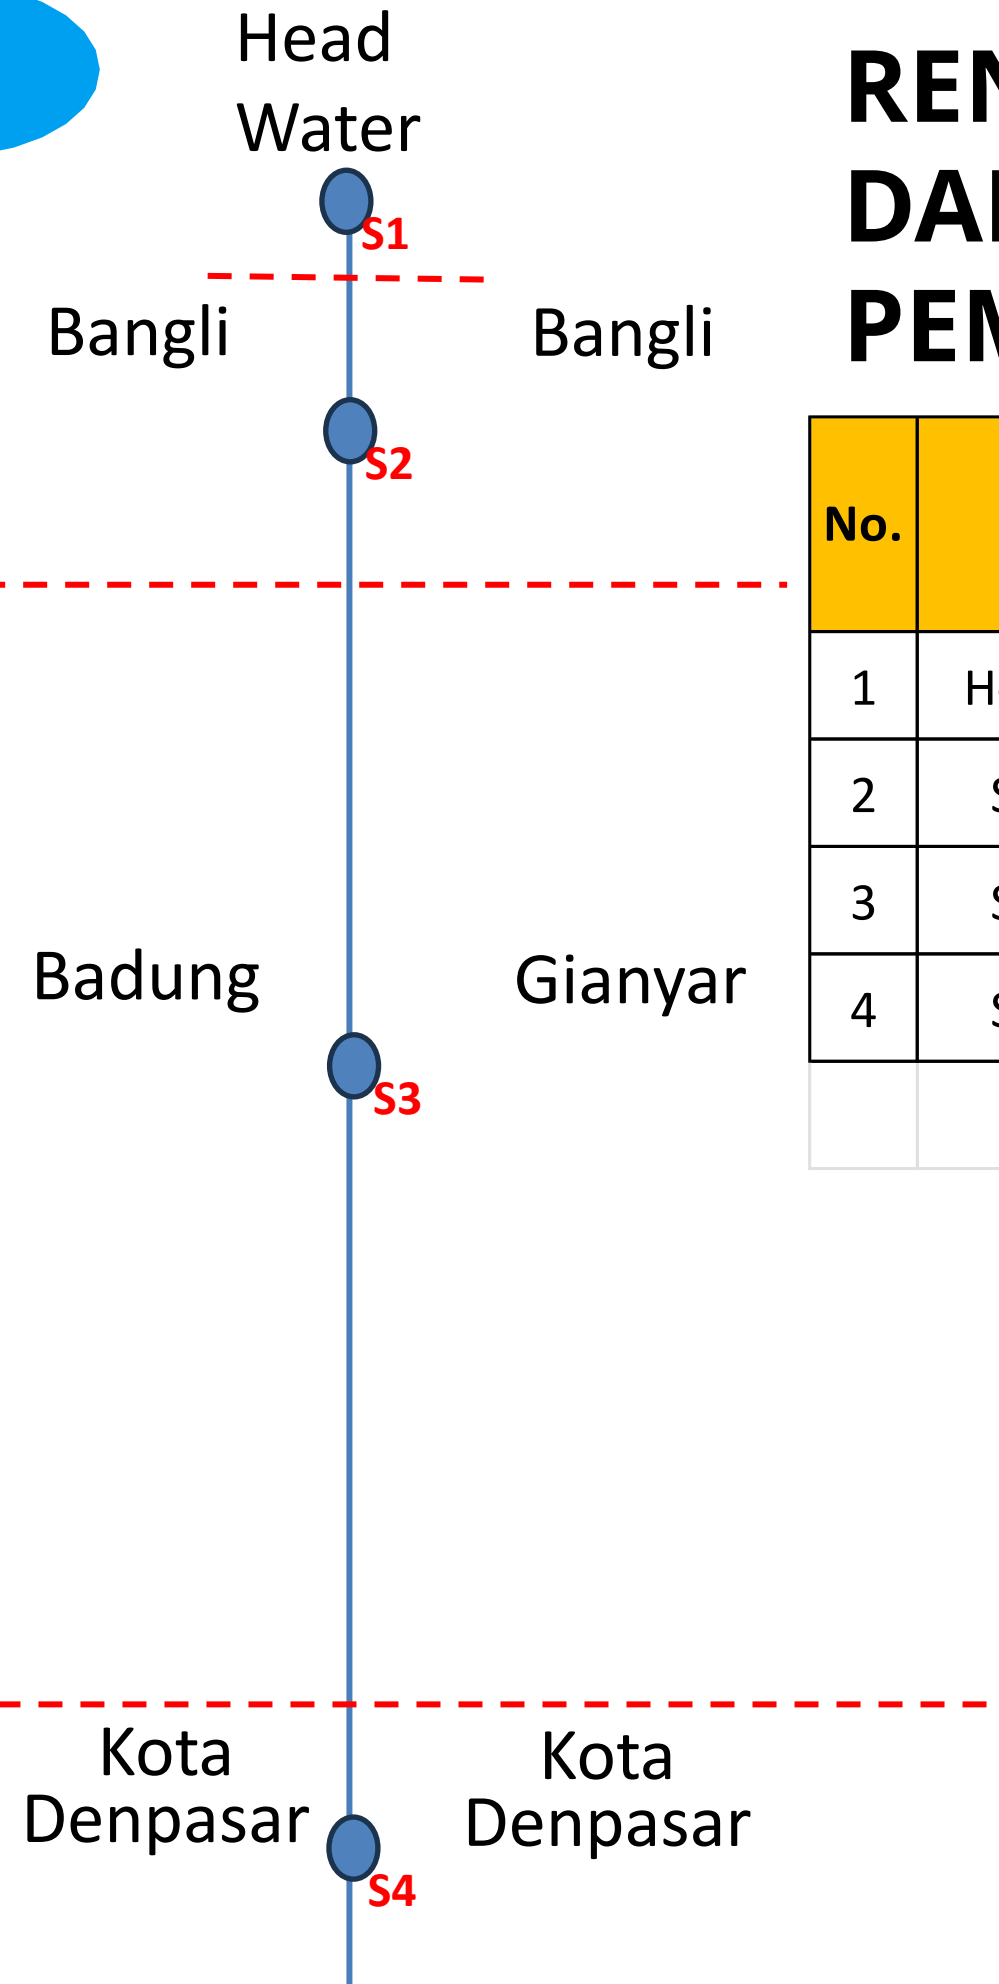 Head
Water
S1
Bangli
Bangli
S2
Badung
Gianyar
S3
Kota
Denpasar
Kota
Denpasar
S4
No.
1
2
3
4